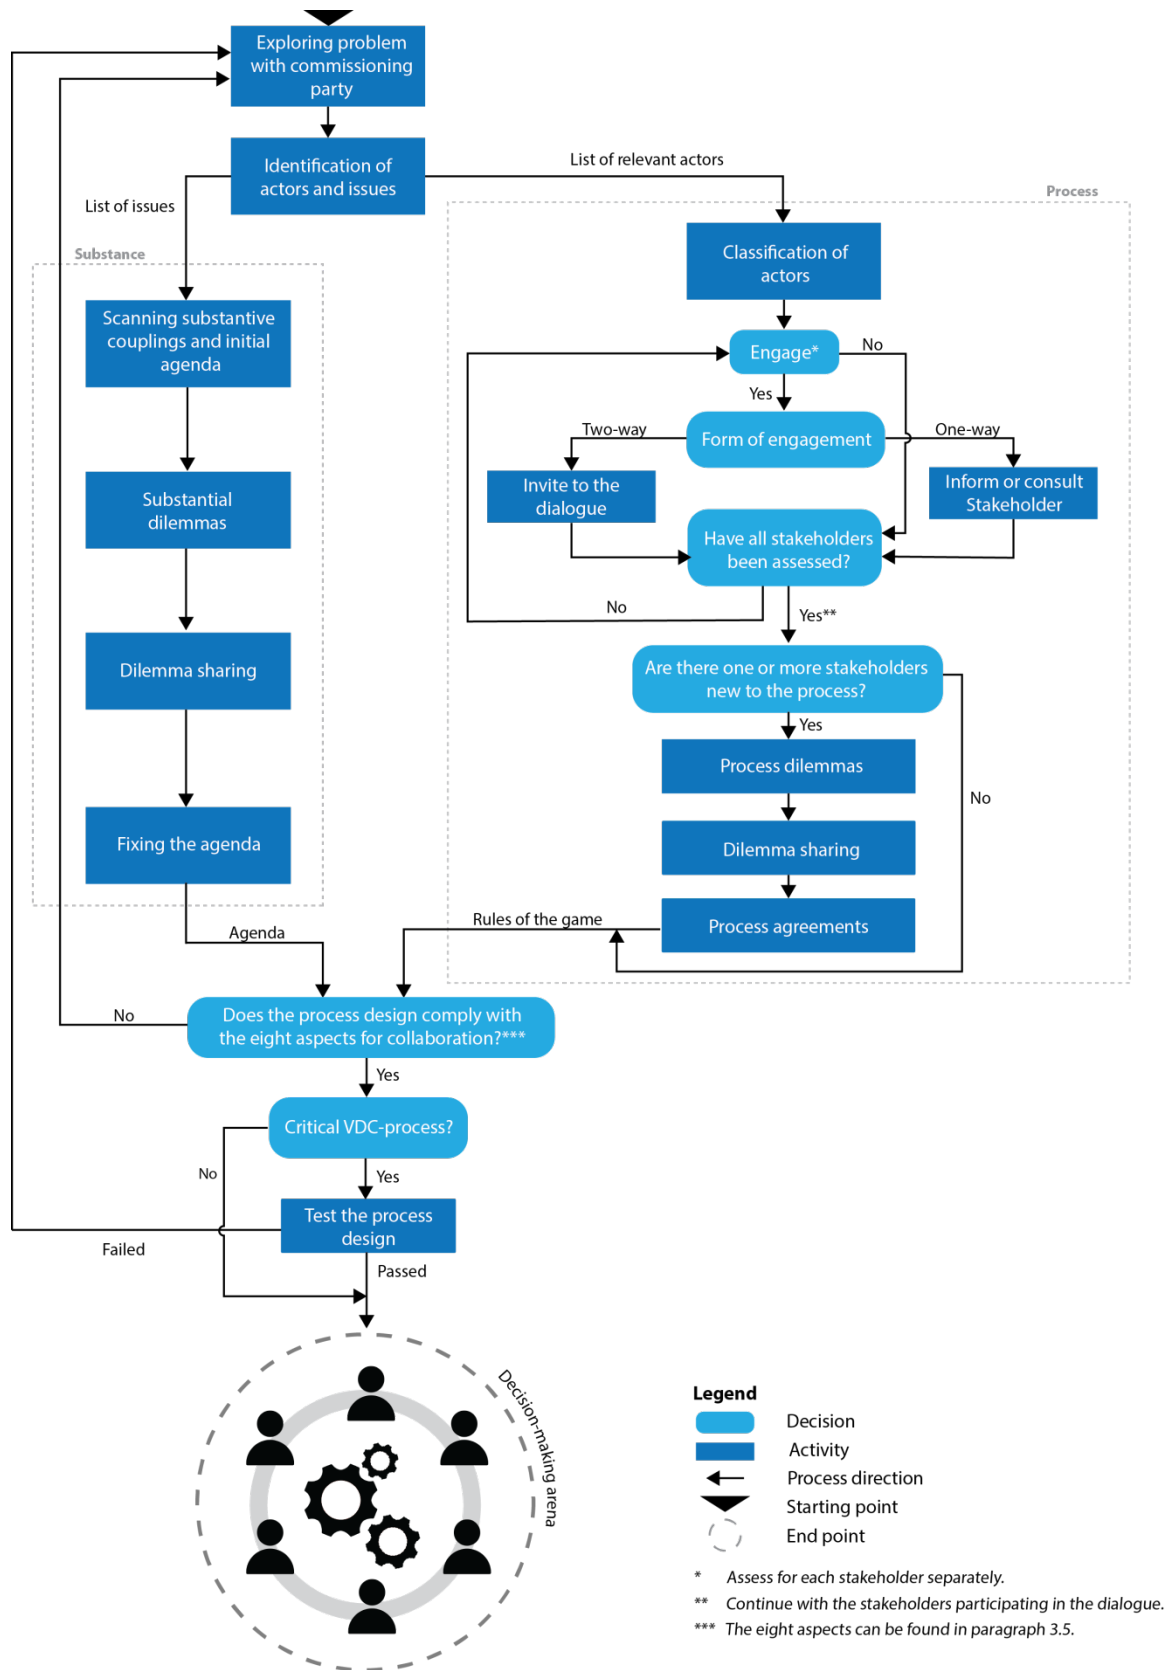 Exploring problem
with commissioning
party
Identification of
actors and issues
List of relevant actors
List of issues
Process
Substance
Classification of
actors
Scanning substantive
couplings and initial
agenda
Engage*
No
Yes
Two-way
Form of engagement
One-way
Invite to the
dialogue
Inform or consult
Stakeholder
Substantial
dilemmas
Have all stakeholders
been assessed?
No
Yes**
Dilemma sharing
Are there one or more stakeholders
new to the process?
Yes
Process dilemmas
No
Fixing the agenda
Dilemma sharing
Rules of the game
Process agreements
Agenda
No
Does the process design comply with
the eight aspects for collaboration?***
Yes
Critical VDC-process?
No
Yes
Test the process
design
Failed
Passed
Decision-making arena
Legend
Decision
Activity
Process direction
Starting point
End point
* Assess for each stakeholder separately.
** Continue with the stakeholders participating in the dialogue.
*** The eight aspects can be found in paragraph 3.5.